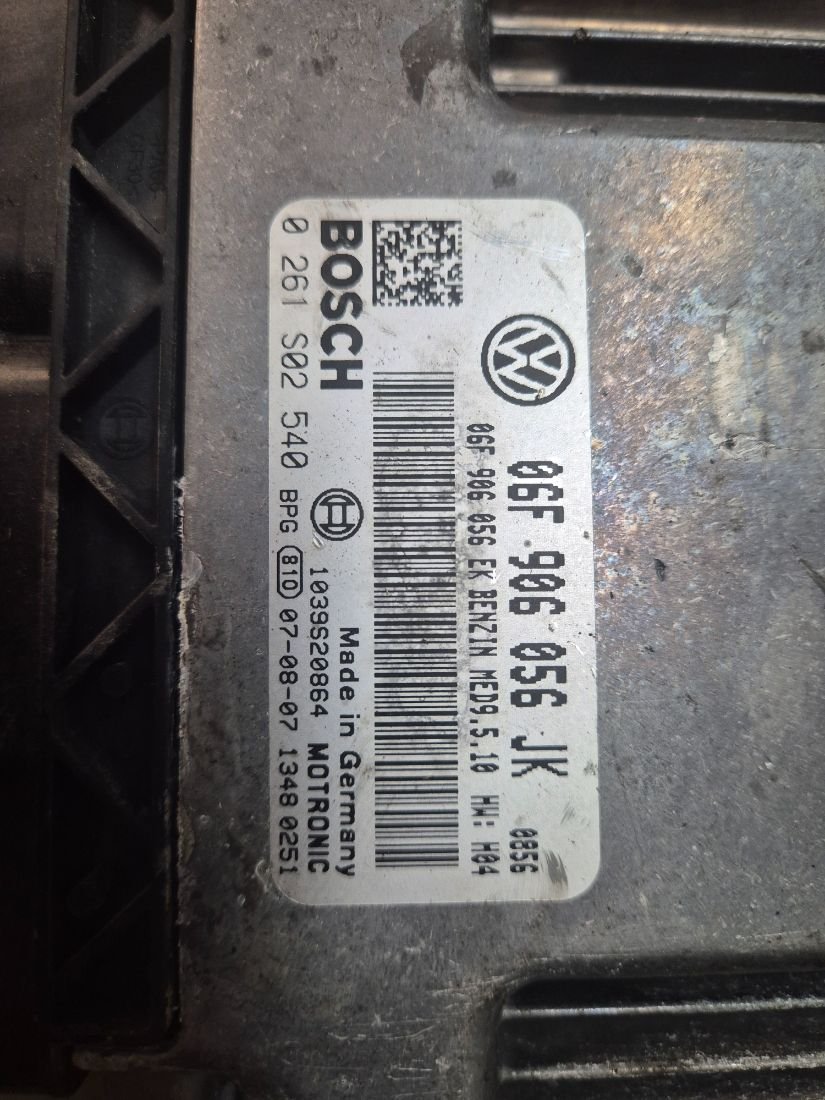 06F 906 056 JK 0856
06F 906 056 EK BENZIN MED9.5.10 HW: H04
BOSCH
Made in Germany
1039S20864 MOTRONIC
0 261 S02 540 BPG 810 07-08-07 1348 0251